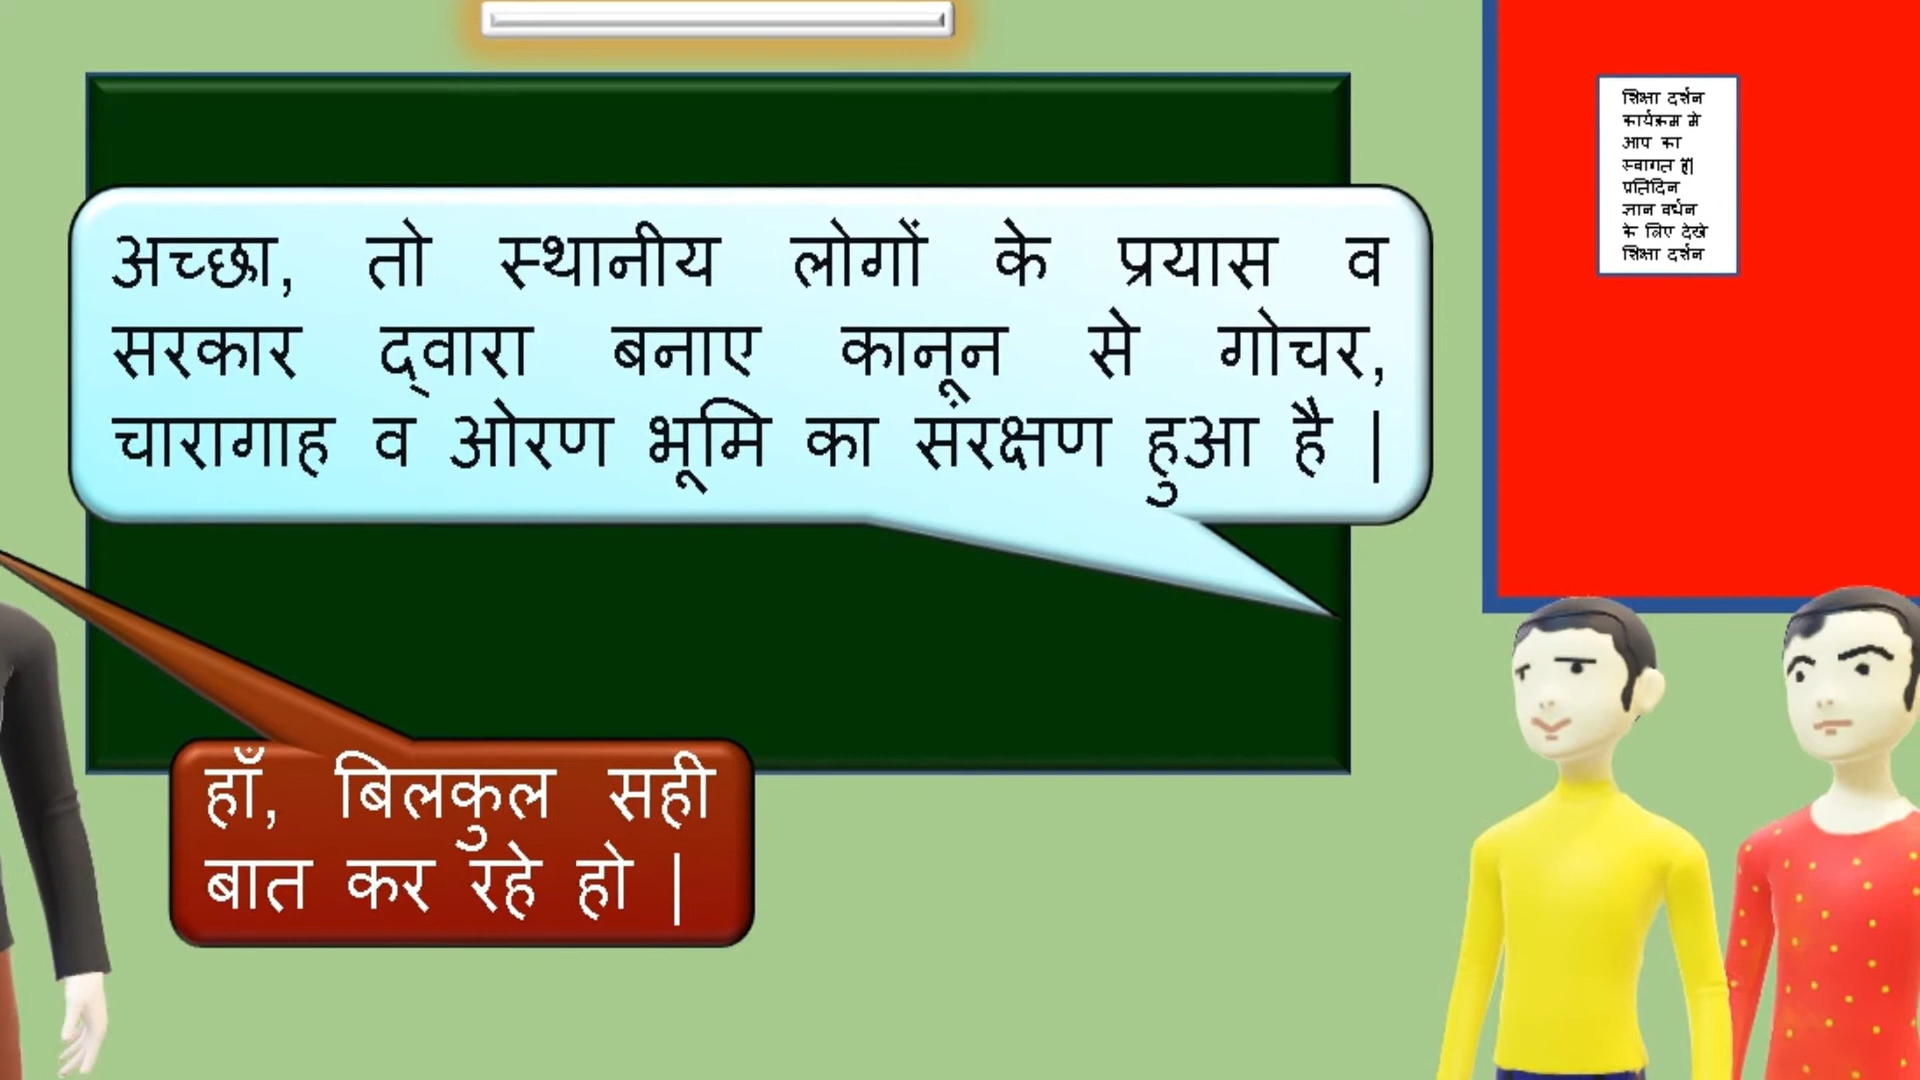 अच्छा, तो स्थानीय लोगों के प्रयास व
सरकार द्वारा बनाए कानून से गोचर,
चारागाह व ओरण भूमि का संरक्षण हुआ है |
हाँ, बिलकुल सही
बात कर रहे हो |
शिक्षा दर्शन
कार्यक्रम मे
आप का
स्वागत है|
प्रतिदिन
ज्ञान वर्धन
के लिए देखे
शिक्षा दर्शन